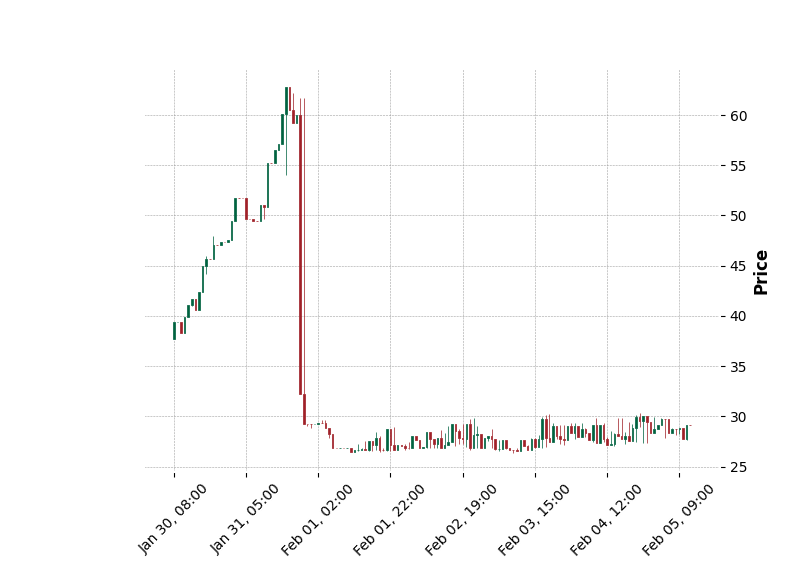 60
55
50
45
40
35
30
25
Price
Jan 30, 08:00
Jan 31, 05:00
Feb 01, 02:00
Feb 01, 22:00
Feb 02, 19:00
Feb 03, 15:00
Feb 04, 12:00
Feb 05, 09:00